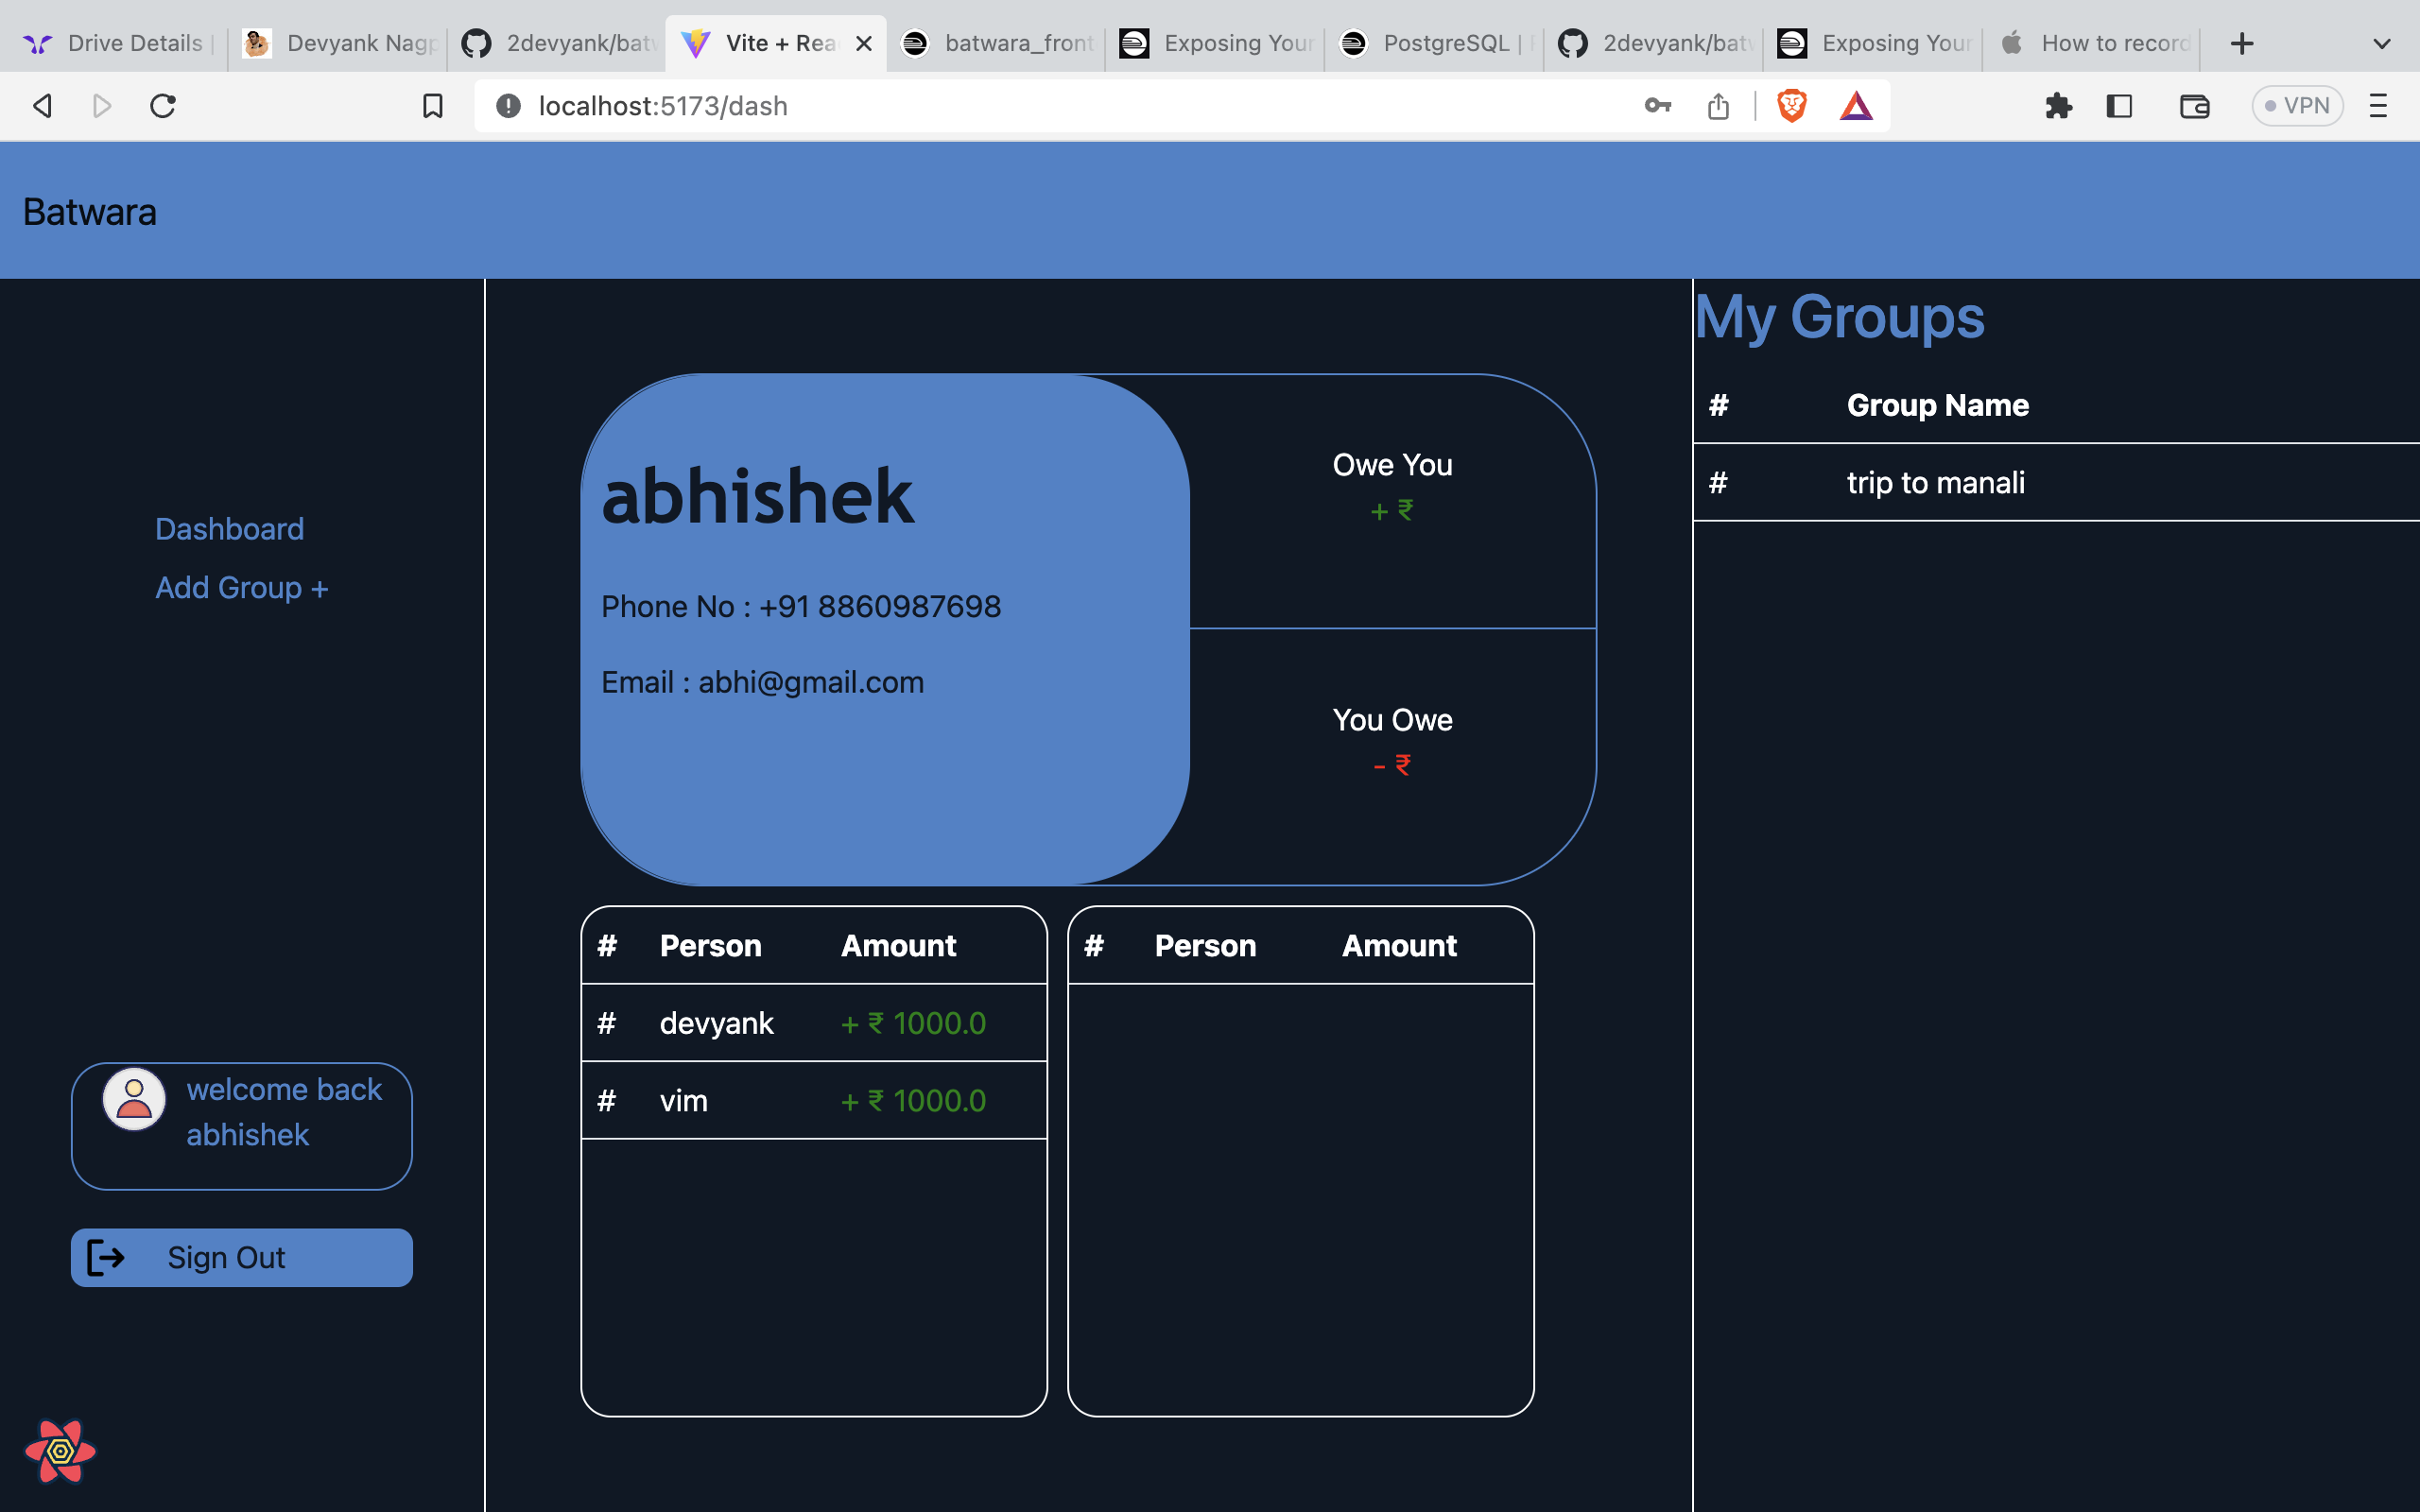 Drive Details |
Devyank Nagp
2devyank/batw
Vite + Rea
batwara_front
Exposing Your
PostgreSQL |
2devyank/batw
Exposing Your
How to record
localhost:5173/dash
VPN
Batwara
Dashboard
Add Group +
welcome back
abhishek
Sign Out
abhishek
Phone No : +91 8860987698
Email : abhi@gmail.com
Owe You
+ ₹
You Owe
- ₹
# Person Amount
# devyank + ₹ 1000.0
# vim + ₹ 1000.0
# Person Amount
My Groups
# Group Name
# trip to manali